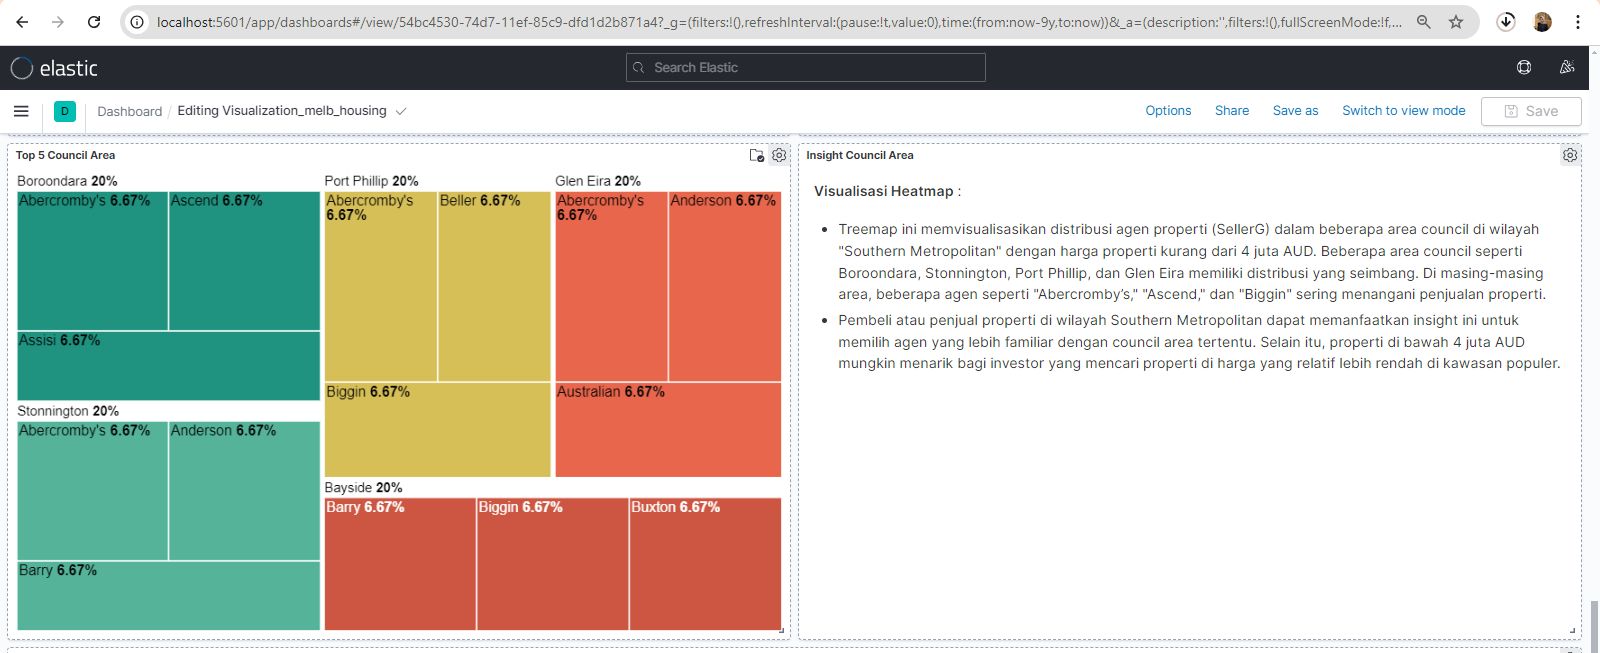 localhost:5601/app/dashboards#/view/54bc4530-74d7-11ef-85c9-dfd1d2b871a4?_g=(filters:!(),refreshInterval:(pause:!t,value:0),time:(from:now-9y,to:now))&_a=(description:'',filters:!(),fullScreenMode:!f,...
elastic
Search Elastic
D
Dashboard / Editing Visualization_melb_housing
Options Share Save as Switch to view mode Save
Top 5 Council Area
Boroondara 20%
Abercromby's 6.67%
Ascend 6.67%
Assisi 6.67%
Stonnington 20%
Abercromby's 6.67%
Anderson 6.67%
Barry 6.67%
Port Phillip 20%
Abercromby's
6.67%
Beller 6.67%
Biggin 6.67%
Glen Eira 20%
Abercromby's
6.67%
Anderson 6.67%
Australian 6.67%
Bayside 20%
Barry 6.67%
Biggin 6.67%
Buxton 6.67%
Insight Council Area
Visualisasi Heatmap :
• Treemap ini memvisualisasikan distribusi agen properti (SellerG) dalam beberapa area council di wilayah
"Southern Metropolitan" dengan harga properti kurang dari 4 juta AUD. Beberapa area council seperti
Boroondara, Stonnington, Port Phillip, dan Glen Eira memiliki distribusi yang seimbang. Di masing-masing
area, beberapa agen seperti "Abercromby’s," "Ascend," dan "Biggin" sering menangani penjualan properti.
• Pembeli atau penjual properti di wilayah Southern Metropolitan dapat memanfaatkan insight ini untuk
memilih agen yang lebih familiar dengan council area tertentu. Selain itu, properti di bawah 4 juta AUD
mungkin menarik bagi investor yang mencari properti di harga yang relatif lebih rendah di kawasan populer.